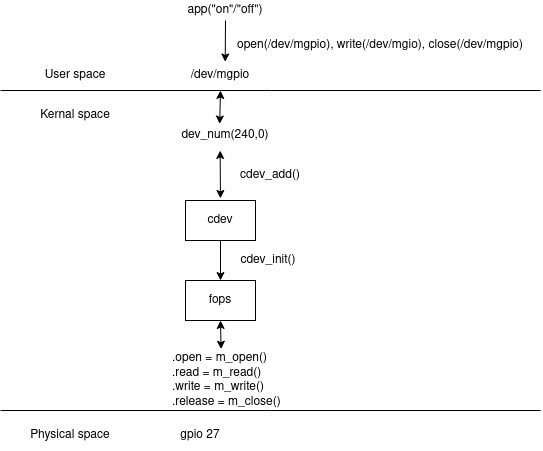 app("on"/"off")
open(/dev/mgpio), write(/dev/mgio), close(/dev/mgpio)
User space
/dev/mgpio
Kernal space
dev_num(240,0)
cdev_add()
cdev
cdev_init()
fops
.open = m_open()
.read = m_read()
.write = m_write()
.release = m_close()
Physical space
gpio 27